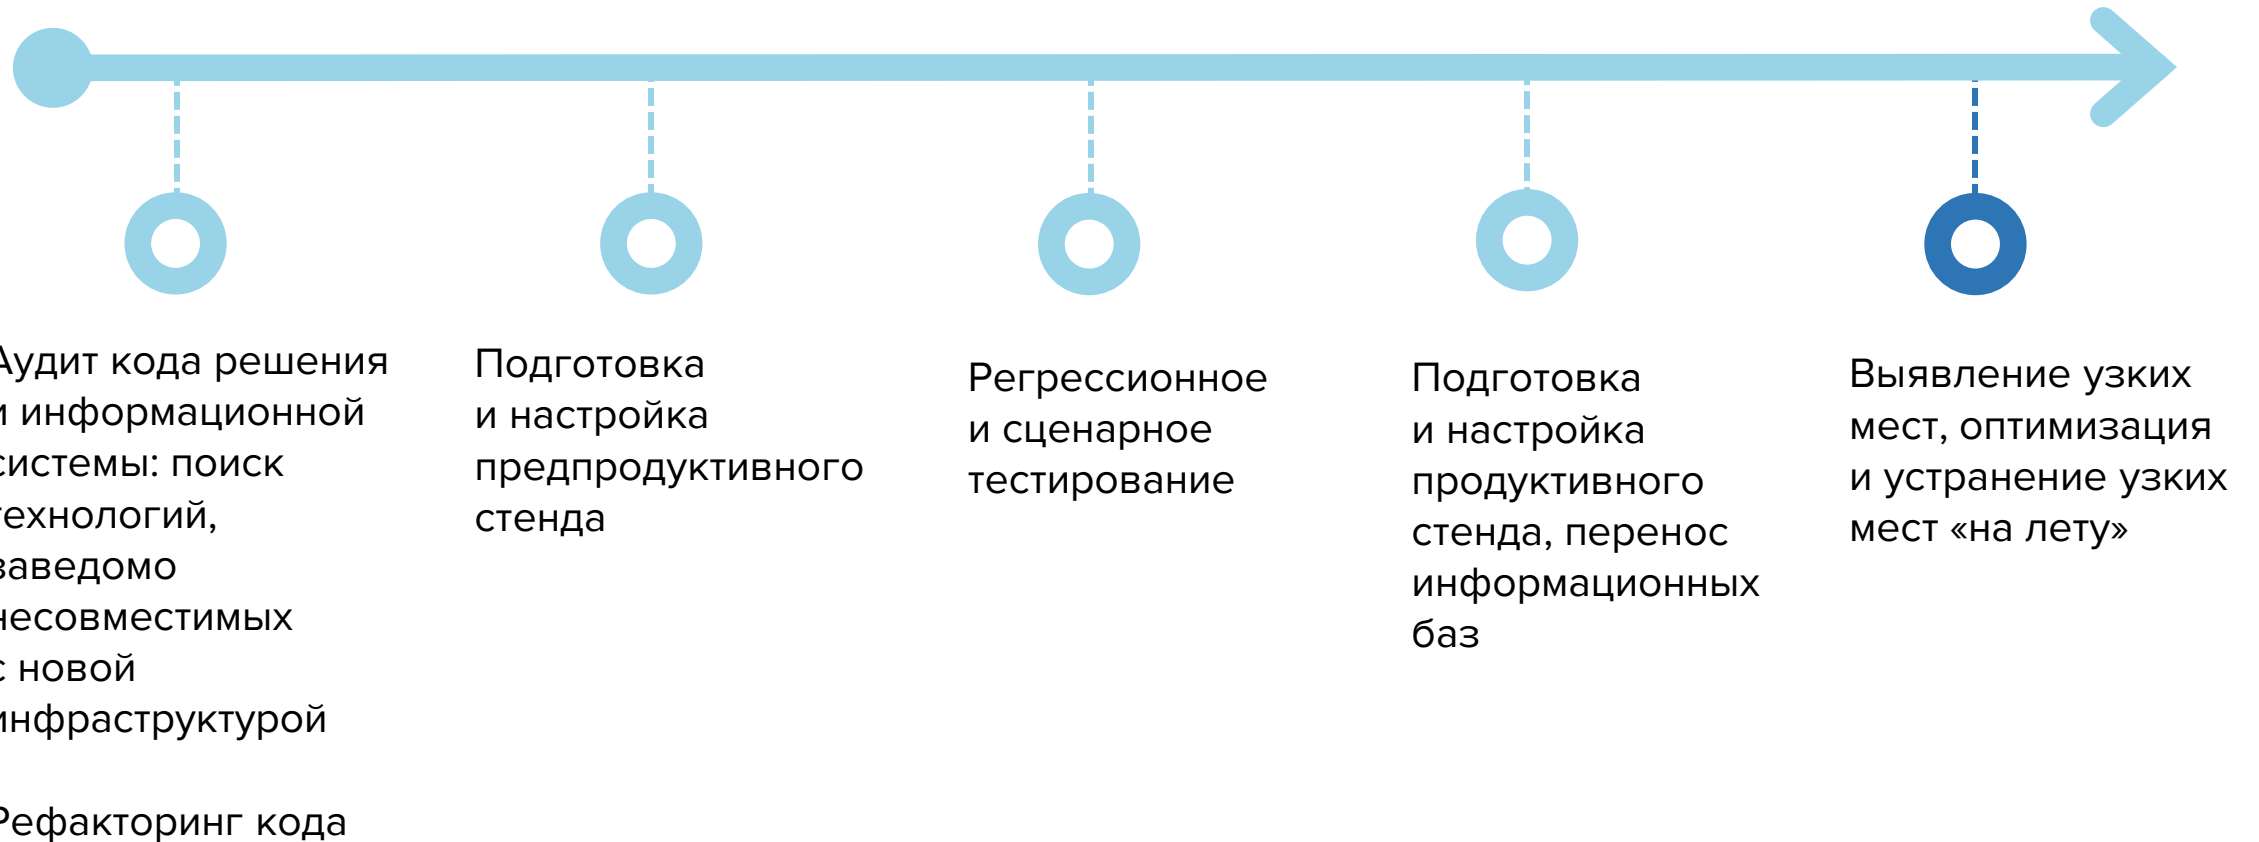 Аудит кода решения
и информационной
системы: поиск
технологий,
заведомо
несовместимых
с новой
инфраструктурой
Рефакторинг кода
Подготовка
и настройка
предпродуктивного
стенда
Регрессионное
и сценарное
тестирование
Подготовка
и настройка
продуктивного
стенда, перенос
информационных
баз
Выявление узких
мест, оптимизация
и устранение узких
мест «на лету»